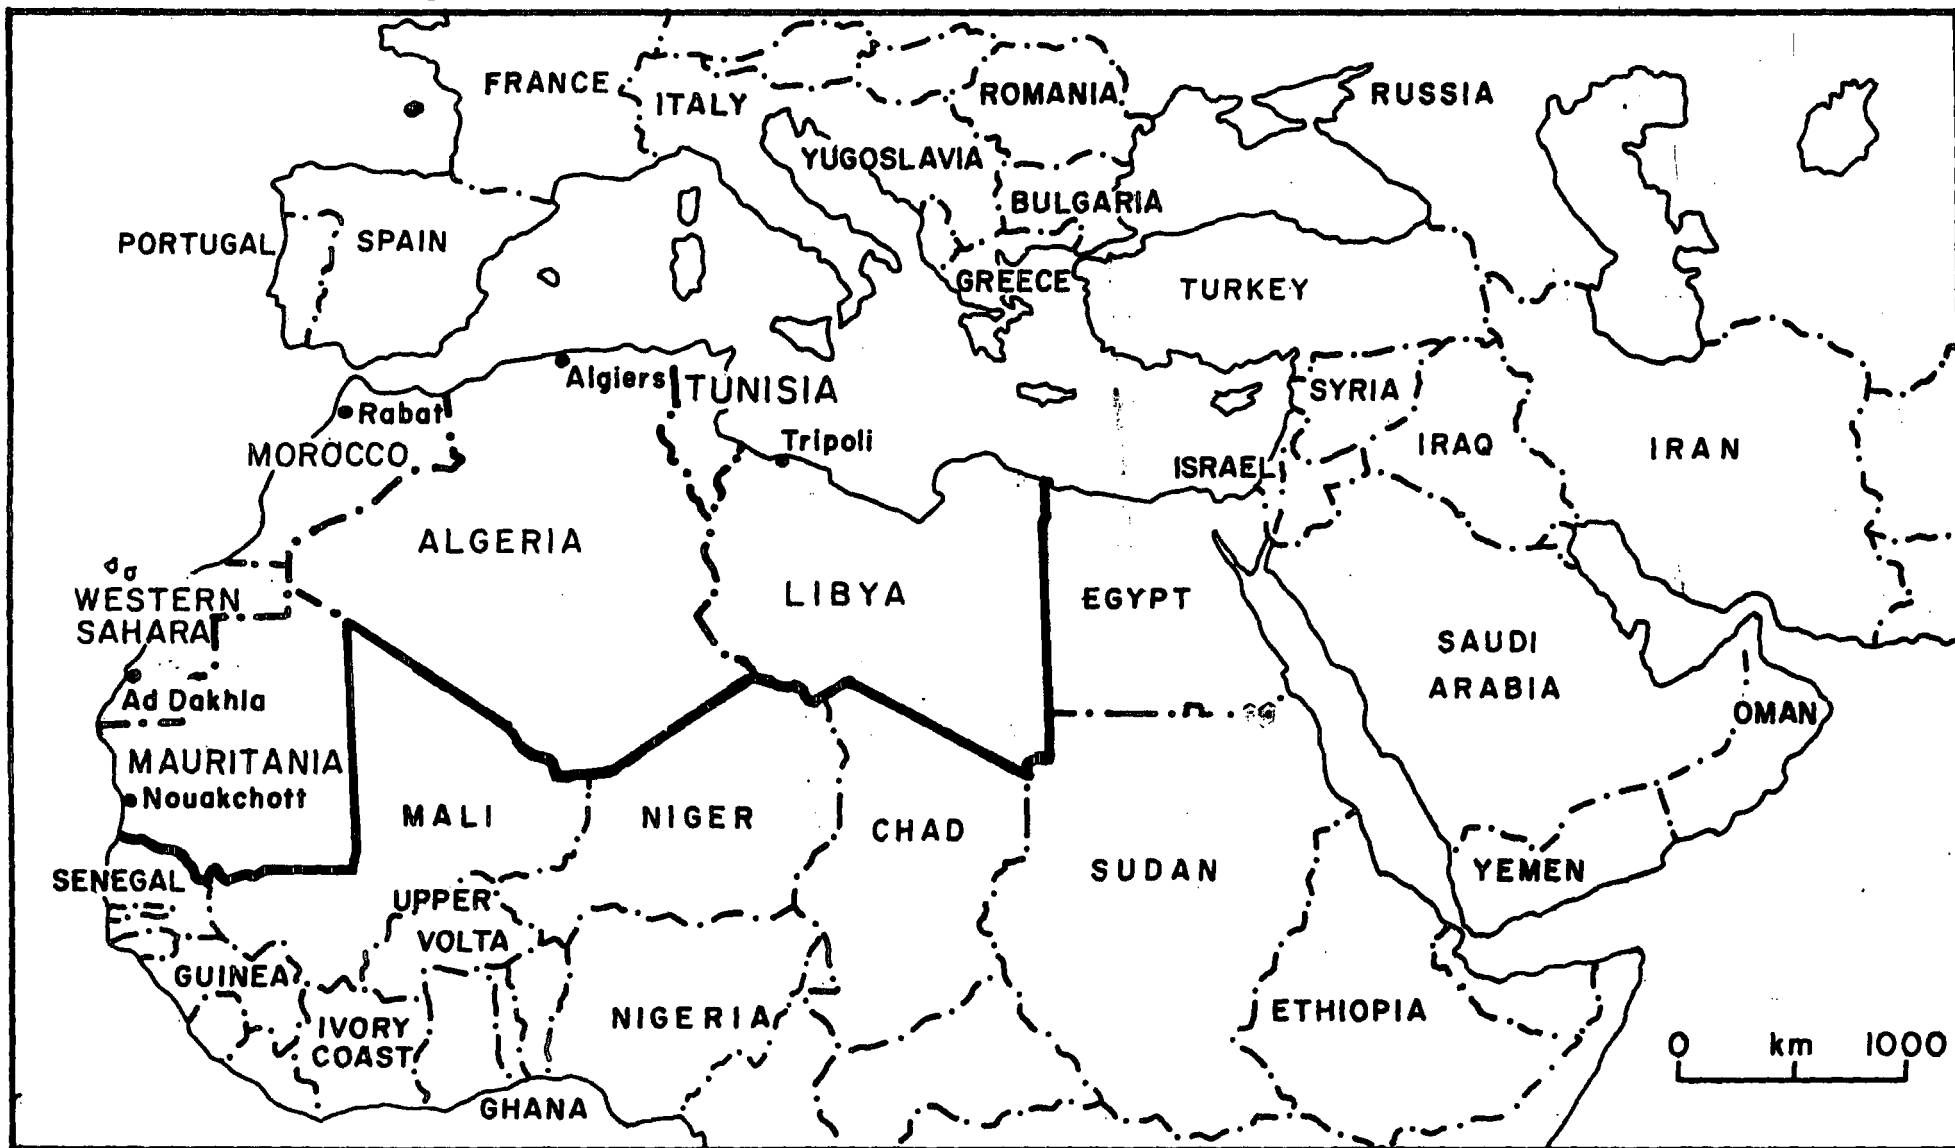 FRANCE
ITALY
ROMANIA
RUSSIA
YUGOSLAVIA
BULGARIA
PORTUGAL
SPAIN
GREECE
TURKEY
Algiers
TUNISIA
SYRIA
Rabat
MOROCCO
Tripoli
ISRAEL
IRAQ
IRAN
ALGERIA
LIBYA
EGYPT
WESTERN
SAHARA
SAUDI
ARABIA
Ad Dakhla
OMAN
MAURITANIA
Nouakchott
MALI
NIGER
CHAD
SUDAN
YEMEN
SENEGAL
UPPER
VOLTA
GUINEA
IVORY
COAST
NIGERIA
ETHIOPIA
GHANA
0 km 1000